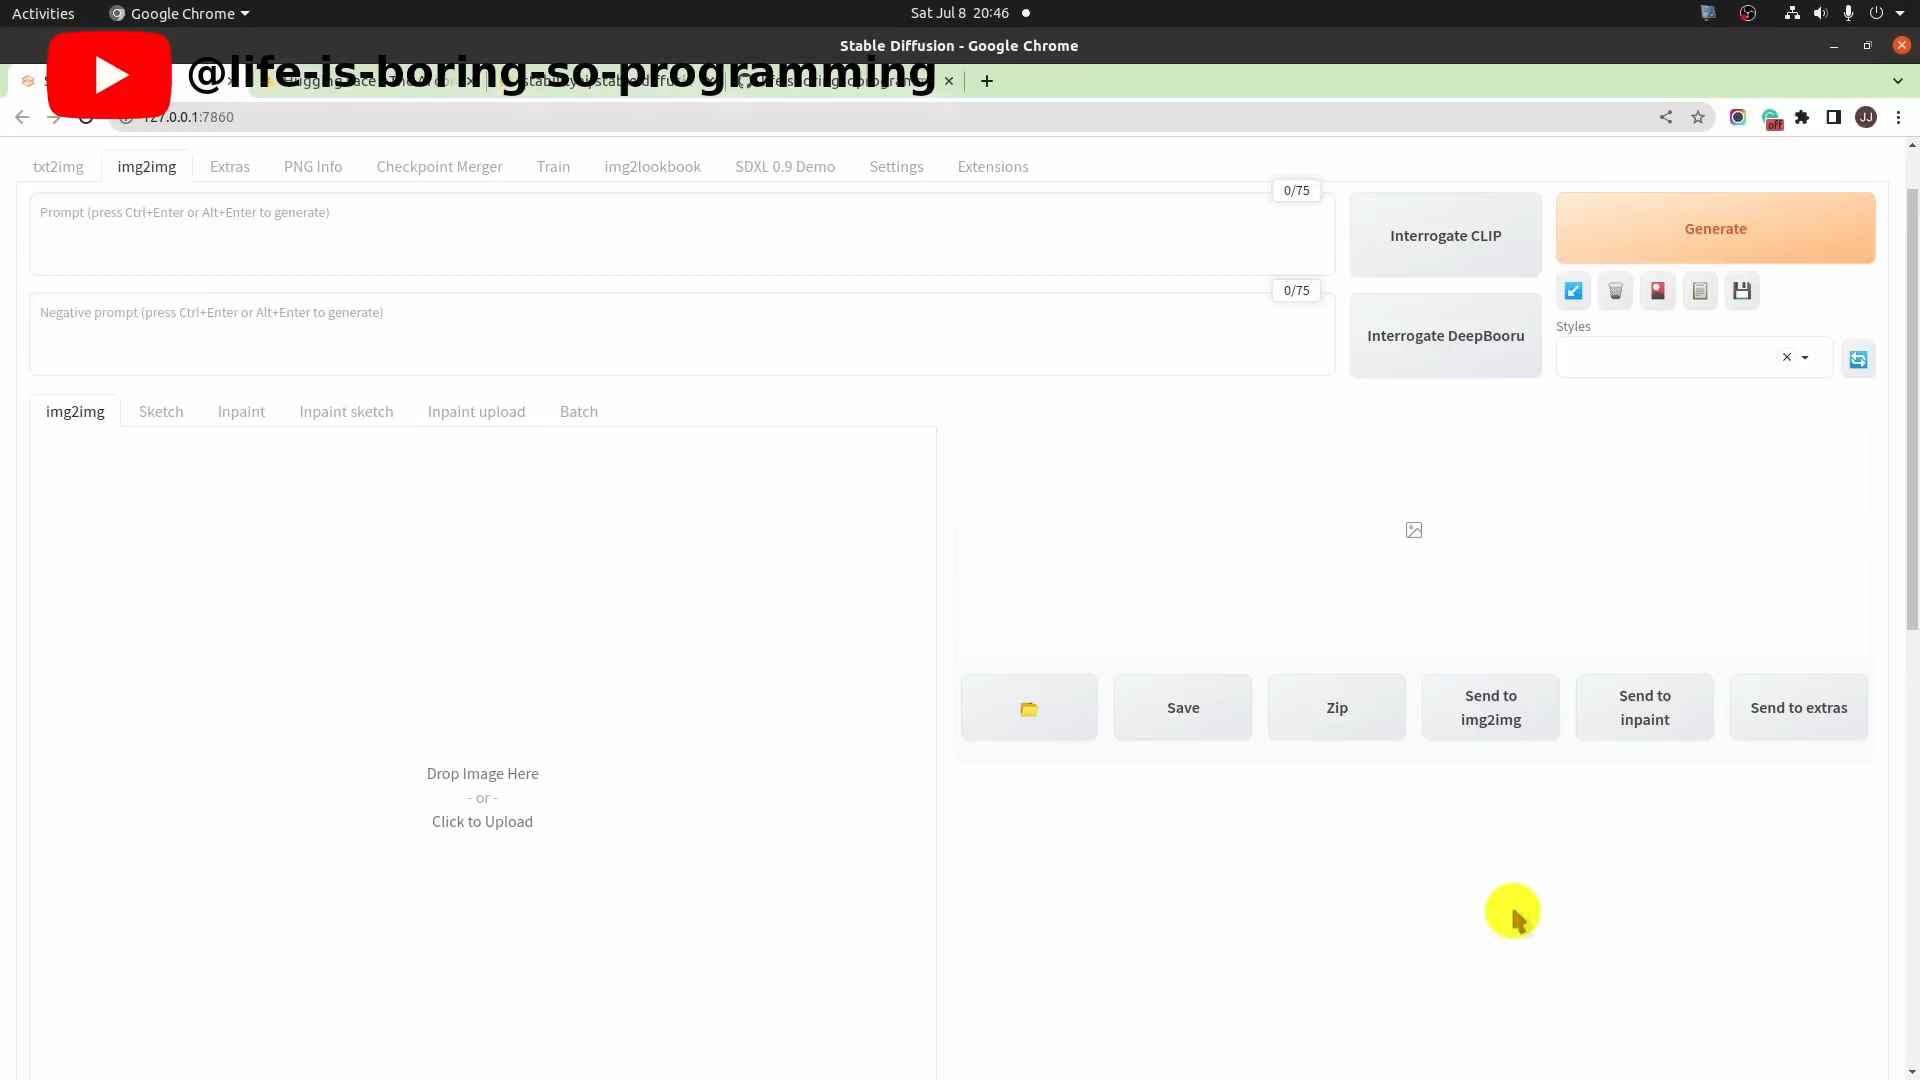 Activities
Google Chrome
Sat Jul 8 20:46
Stable Diffusion - Google Chrome
@life-is-boring-so-programming
127.0.0.1:7860
off
JJ
txt2img
img2img
Extras
PNG Info
Checkpoint Merger
Train
img2lookbook
SDXL 0.9 Demo
Settings
Extensions
Prompt (press Ctrl+Enter or Alt+Enter to generate)
0/75
Interrogate CLIP
Generate
Negative prompt (press Ctrl+Enter or Alt+Enter to generate)
0/75
Interrogate DeepBooru
Styles
img2img
Sketch
Inpaint
Inpaint sketch
Inpaint upload
Batch
Drop Image Here
- or -
Click to Upload
Save
Zip
Send to
img2img
Send to
inpaint
Send to extras